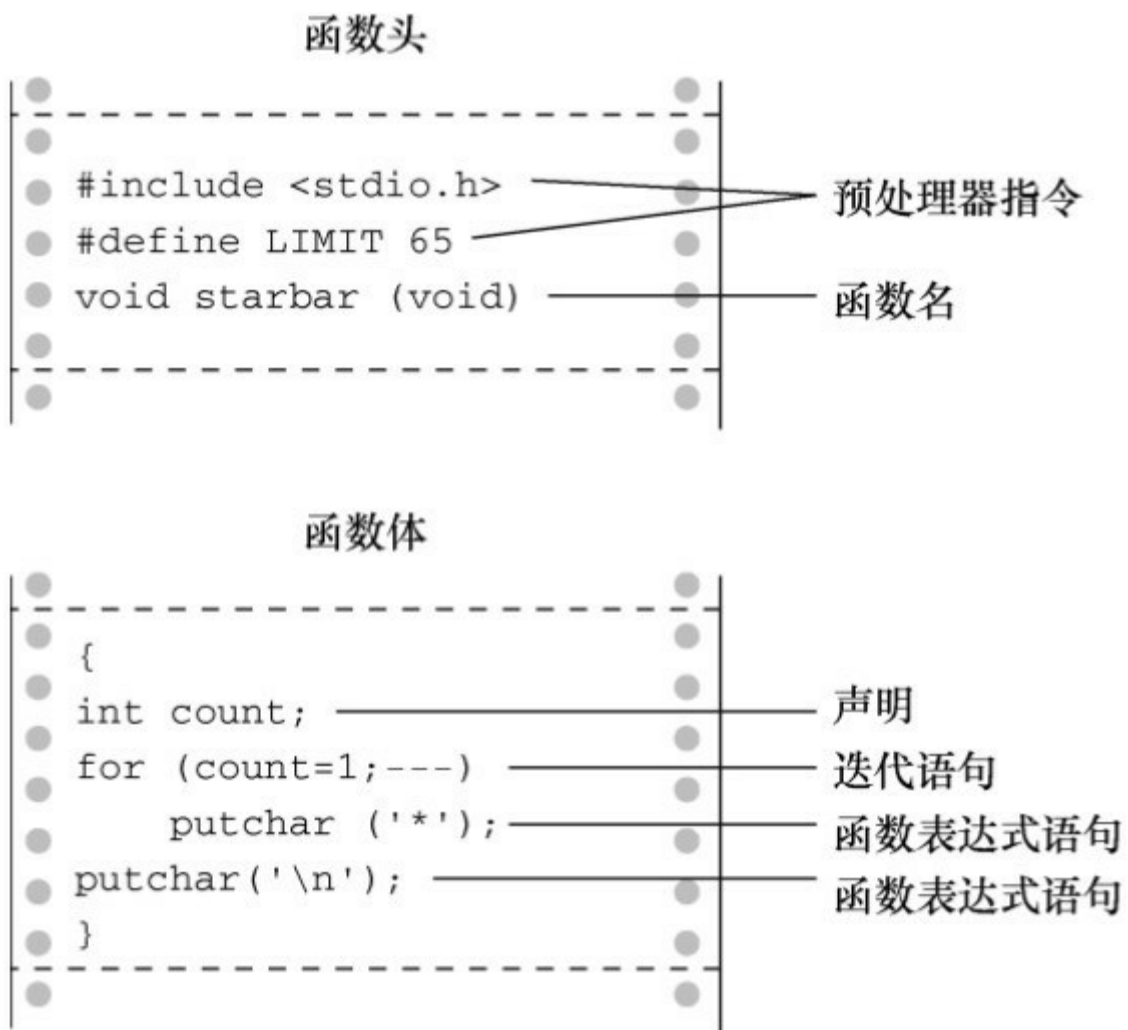 函数头
#include <stdio.h>
预处理器指令
#define LIMIT 65
void starbar (void)
函数名
函数体
{
int count;
声明
for (count=1;---)
迭代语句
putchar ('*');
函数表达式语句
putchar('\n');
函数表达式语句
}